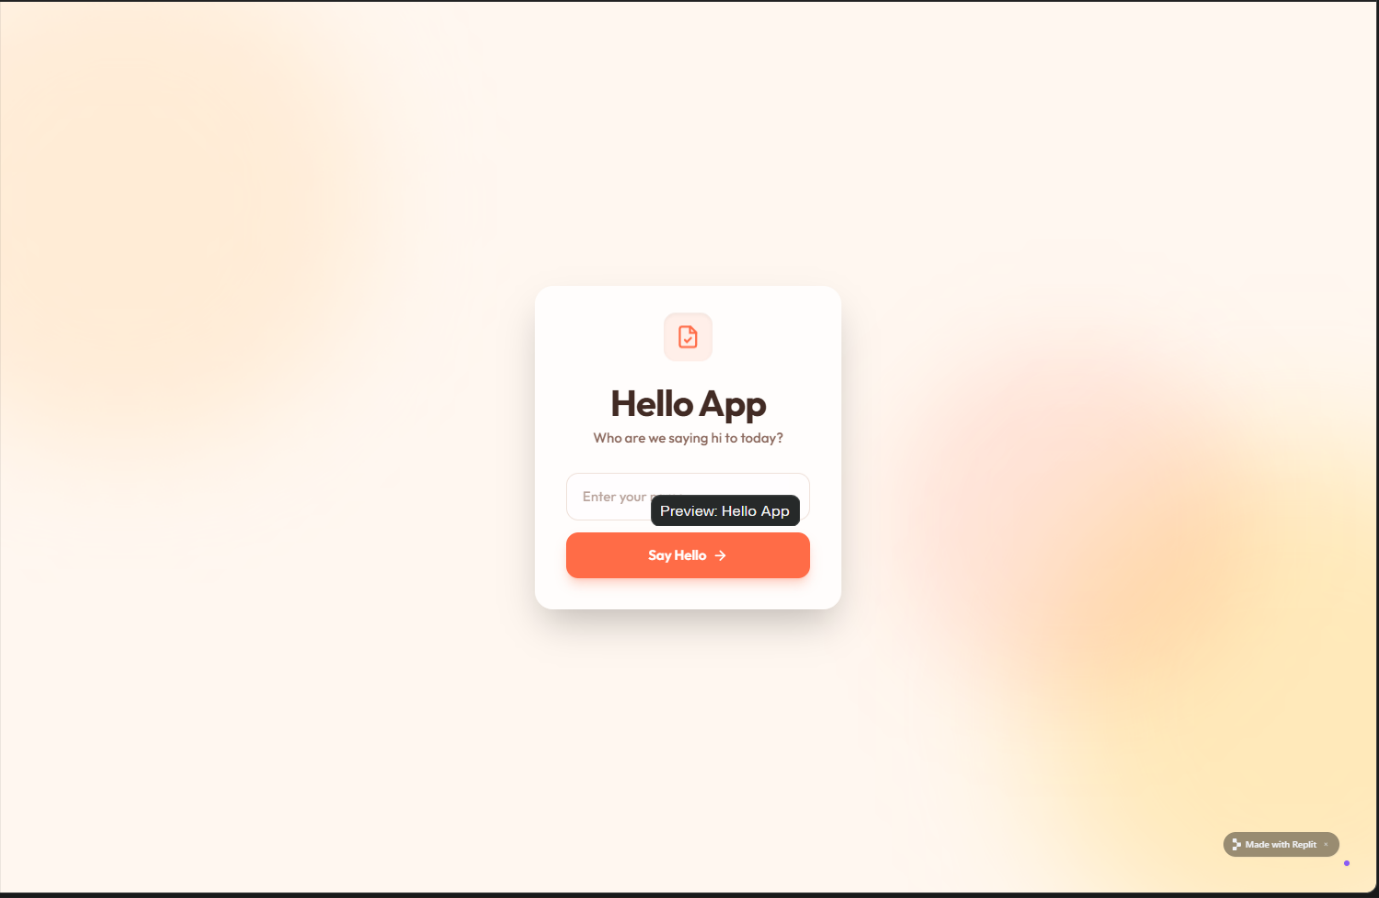 Hello App
Who are we saying hi to today?
Enter your
Preview: Hello App
Say Hello →
Made with Replit